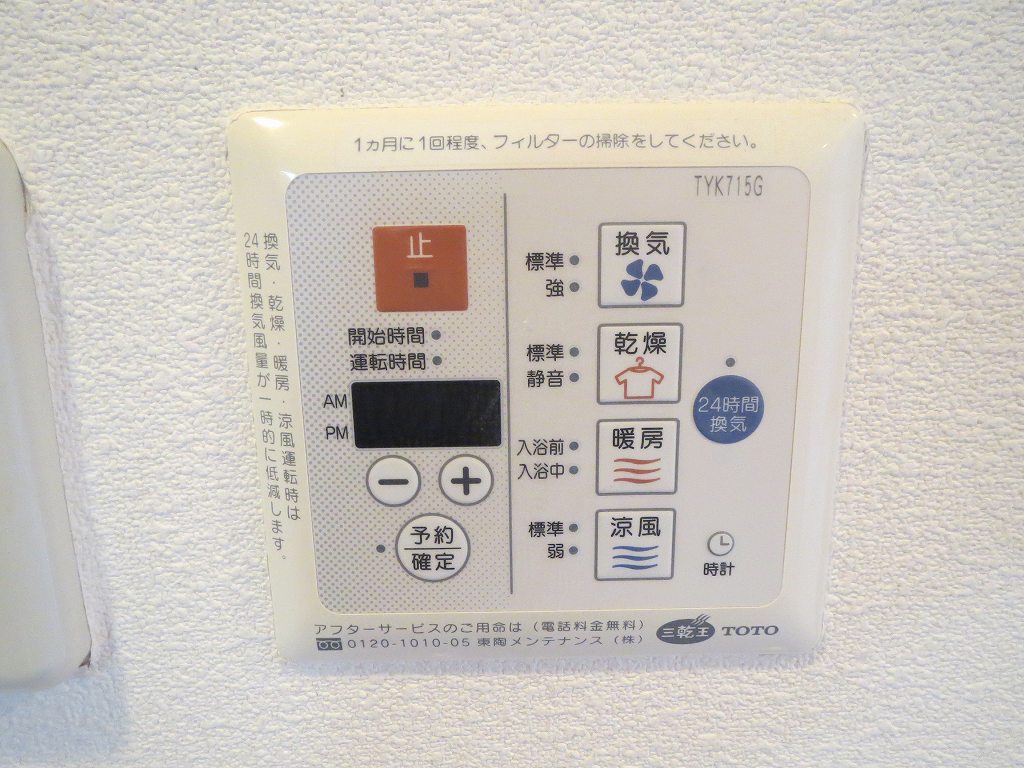 1ヵ月に1回程度、フィルターの掃除をしてください。
TYK715G
換気・乾燥・暖房・涼風運転時は
24時間換気風量が一時的に低減します。
止
開始時間
運転時間
AM
PM
−
+
予約
確定
標準
強
換気
標準
静音
乾燥
入浴前
入浴中
暖房
標準
弱
涼風
24時間
換気
時計
アフターサービスのご用命は（電話料金無料）
0120-1010-05 東陶メンテナンス（株）
三乾王 TOTO